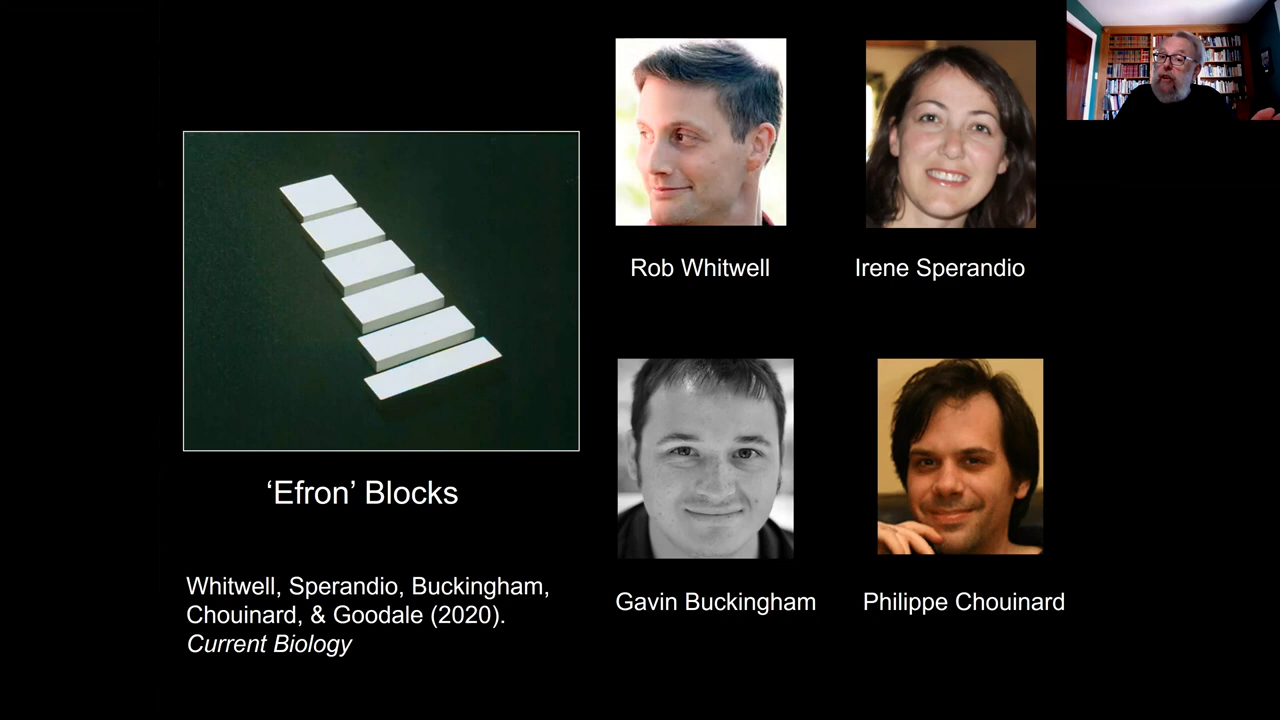 Rob Whitwell
Irene Sperandio
‘Efron’ Blocks
Whitwell, Sperandio, Buckingham,
Chouinard, & Goodale (2020).
Current Biology
Gavin Buckingham
Philippe Chouinard